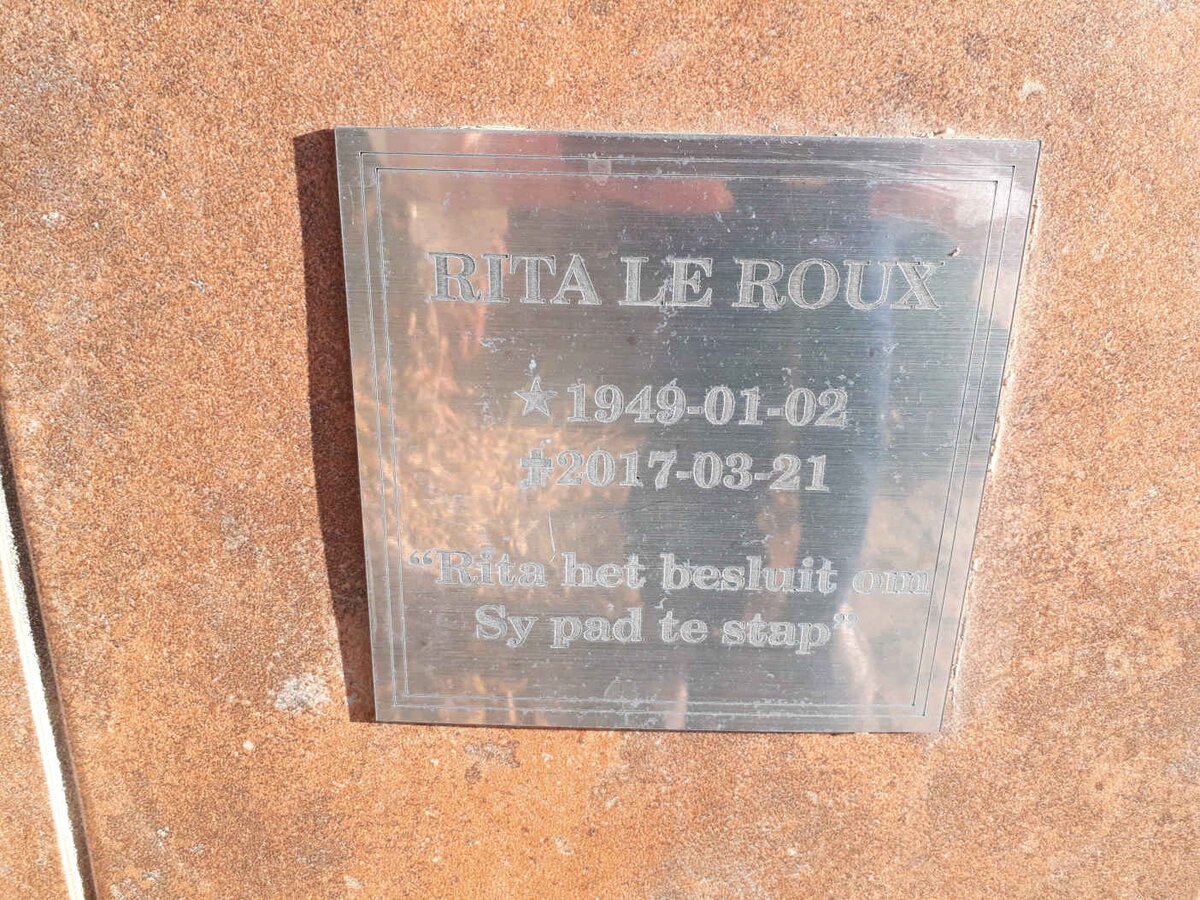 RITA LE ROUX
☆ 1949-01-02
✝2017-03-21
“Rita het besluit om
Sy pad te stap”